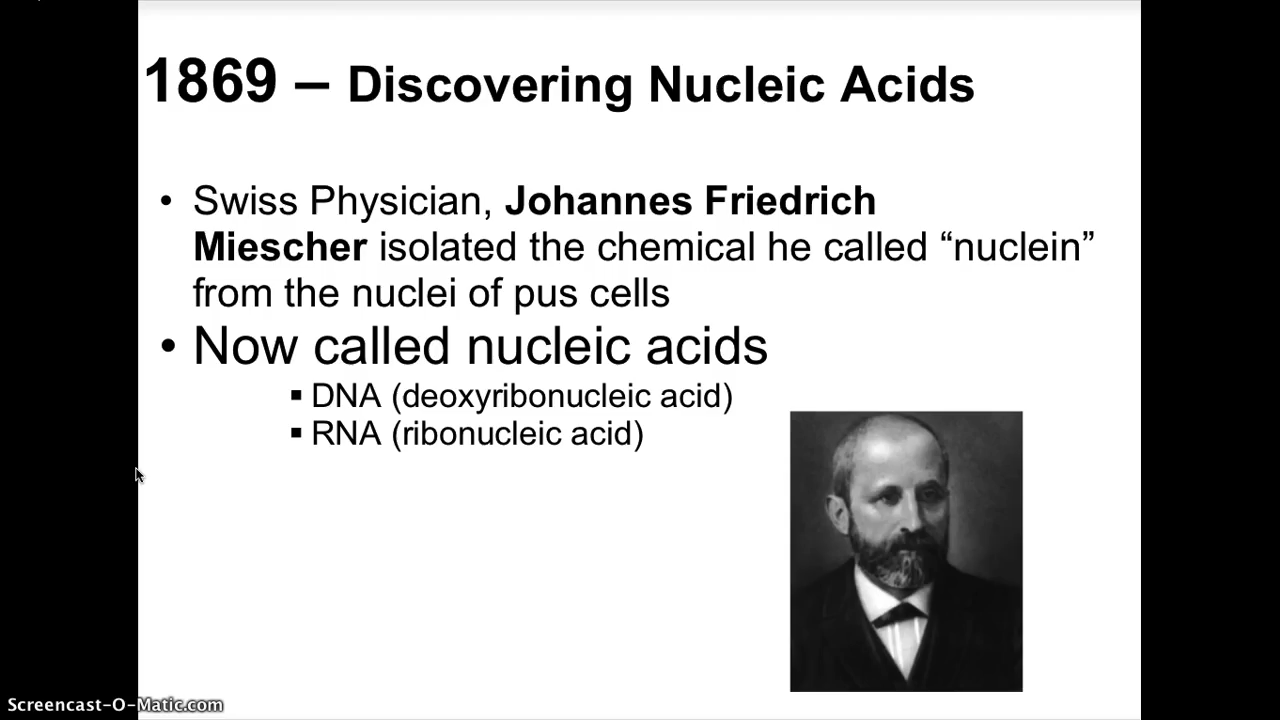 1869 – Discovering Nucleic Acids
• Swiss Physician, Johannes Friedrich
Miescher isolated the chemical he called “nuclein”
from the nuclei of pus cells
• Now called nucleic acids
▪ DNA (deoxyribonucleic acid)
▪ RNA (ribonucleic acid)
Screencast-O-Matic.com